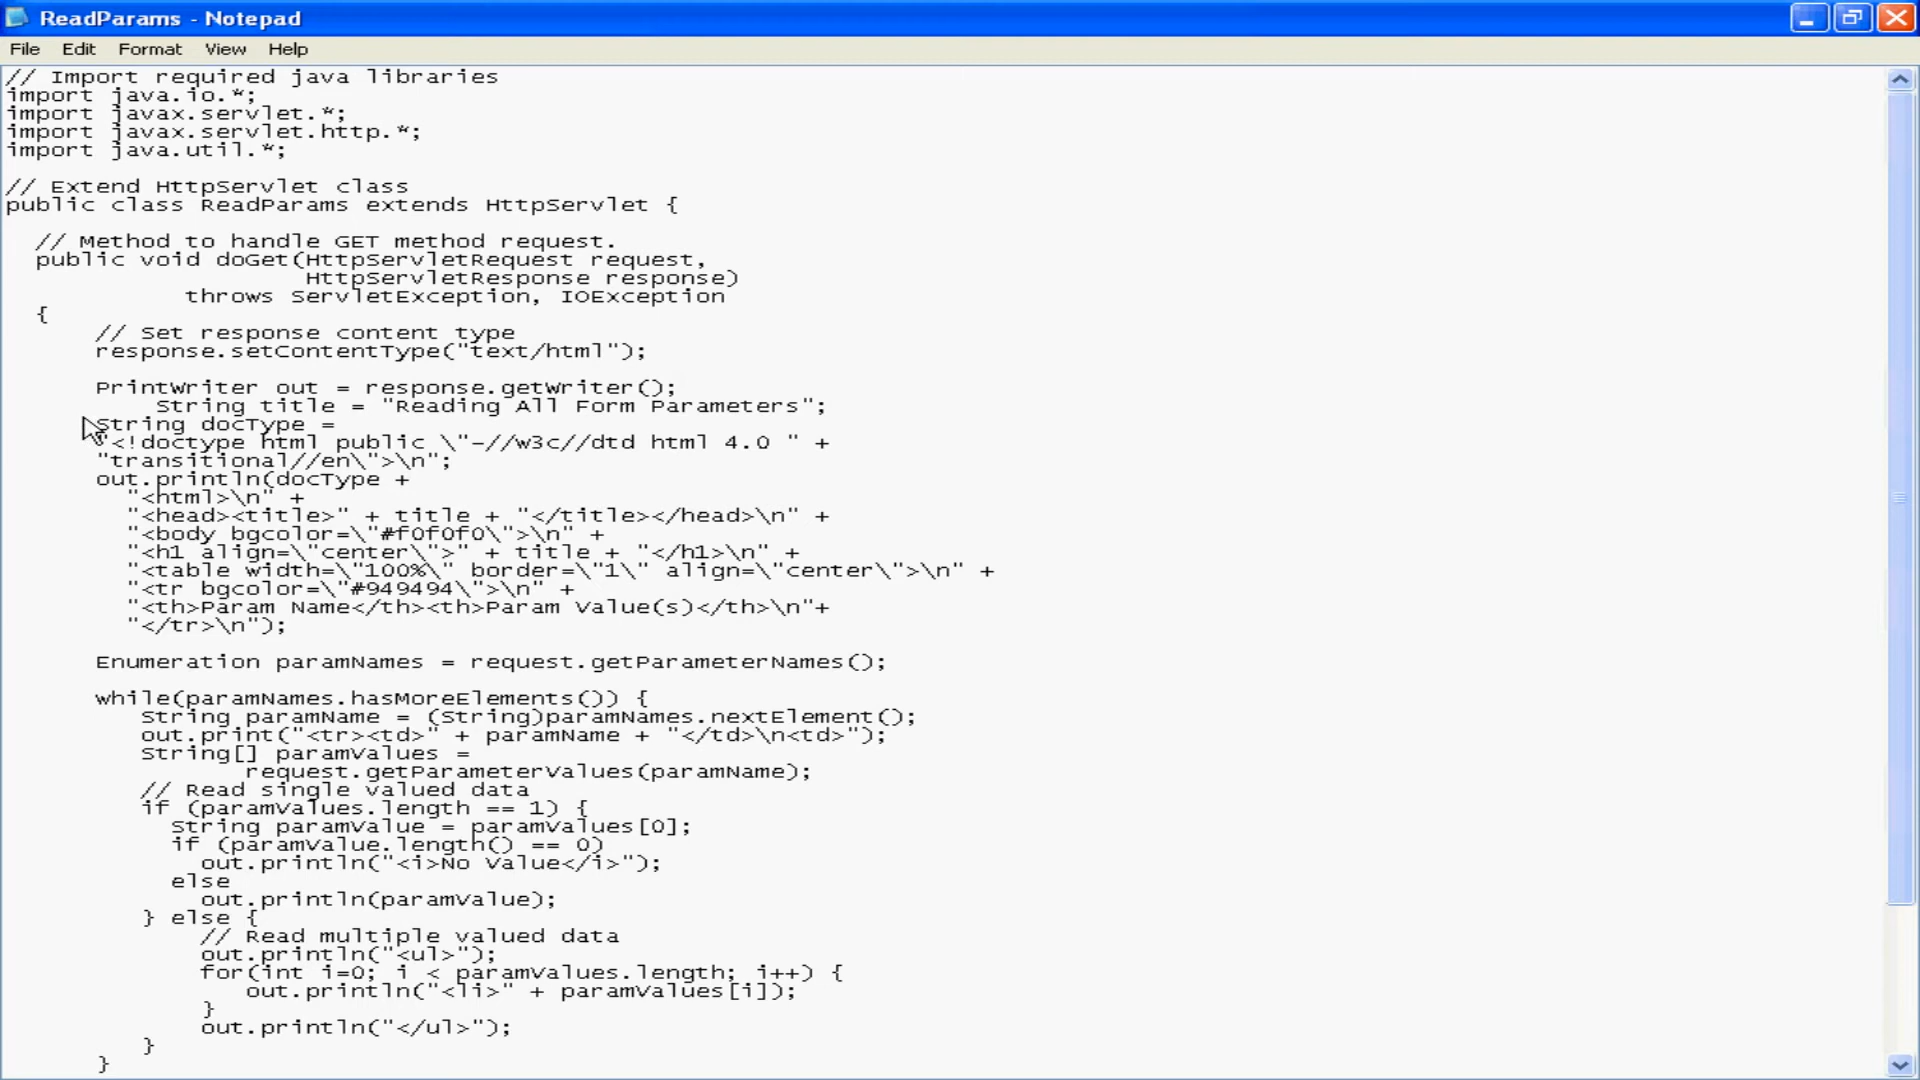 ReadParams - Notepad
File Edit Format View Help
// Import required java libraries
import java.io.*;
import javax.servlet.*;
import javax.servlet.http.*;
import java.util.*;
// Extend HttpServlet class
public class ReadParams extends HttpServlet {
// Method to handle GET method request.
public void doGet(HttpServletRequest request,
HttpServletResponse response)
throws ServletException, IOException
{
// Set response content type
response.setContentType("text/html");
PrintWriter out = response.getWriter();
String title = "Reading All Form Parameters";
String docType =
"<!doctype html public \"-//w3c//dtd html 4.0 " +
"transitional//en\">\n";
out.println(docType +
"<html>\n" +
"<head><title>" + title + "</title></head>\n" +
"<body bgcolor=\"#f0f0f0\">\n" +
"<h1 align=\"center\">" + title + "</h1>\n" +
"<table width=\"100%\" border=\"1\" align=\"center\">\n" +
"<tr bgcolor=\"#949494\">\n" +
"<th>Param Name</th><th>Param Value(s)</th>\n"+
"</tr>\n");
Enumeration paramNames = request.getParameterNames();
while(paramNames.hasMoreElements()) {
String paramName = (String)paramNames.nextElement();
out.print("<tr><td>" + paramName + "</td>\n<td>");
String[] paramValues =
request.getParameterValues(paramName);
// Read single valued data
if (paramValues.length == 1) {
String paramValue = paramValues[0];
if (paramValue.length() == 0)
out.println("<i>No Value</i>");
else
out.println(paramValue);
} else {
// Read multiple valued data
out.println("<ul>");
for(int i=0; i < paramValues.length; i++) {
out.println("<li>" + paramValues[i]);
}
out.println("</ul>");
}
}